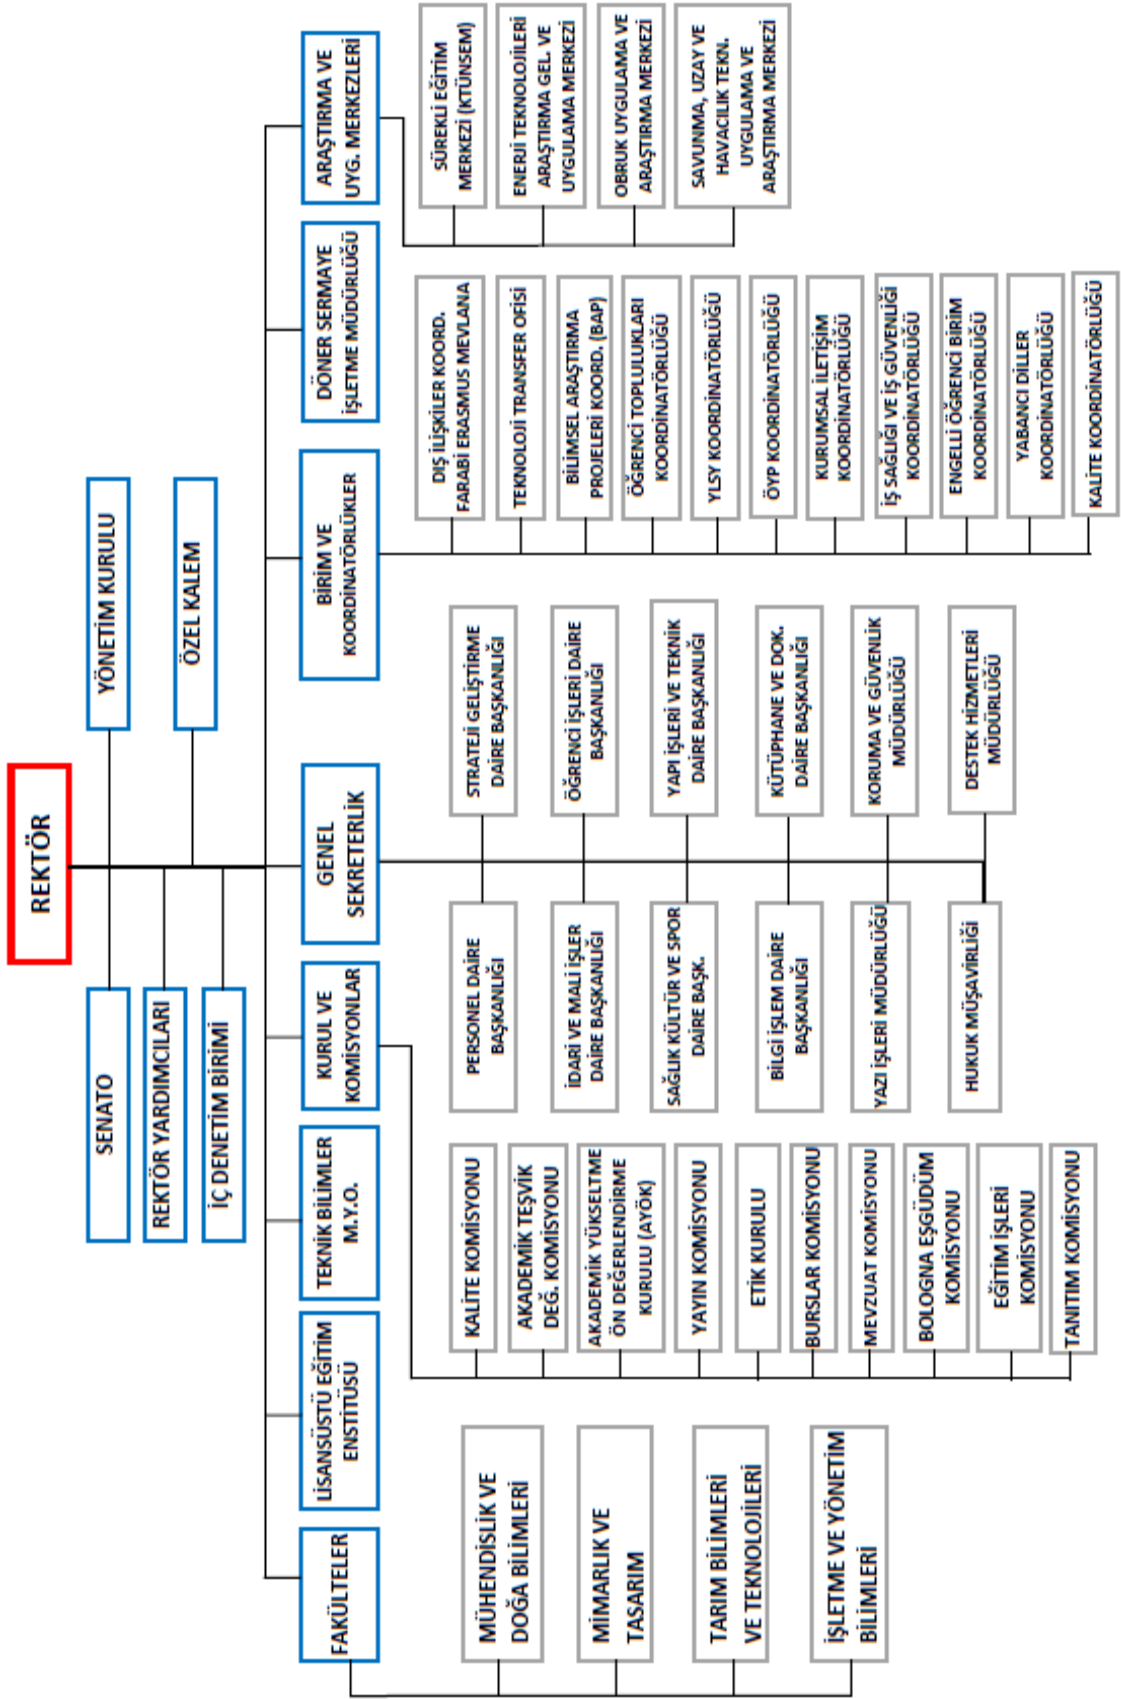 REKTÖR
SENATO
REKTÖR YARDIMCILARI
İÇ DENETİM BİRİMİ
YÖNETİM KURULU
ÖZEL KALEM
FAKÜLTELER
LİSANSÜSTÜ EĞİTİM
ENSTİTÜSÜ
TEKNİK BİLİMLER
M.Y.O.
KURUL VE
KOMİSYONLAR
GENEL
SEKRETERLİK
BİRİM VE
KOORDİNATÖRLÜKLER
DÖNER SERMAYE
İŞLETME MÜDÜRLÜĞÜ
ARAŞTIRMA VE
UYG. MERKEZLERİ
MÜHENDİSLİK VE
DOĞA BİLİMLERİ
MİMARLIK VE
TASARIM
TARIM BİLİMLERİ
VE TEKNOLOJİLERİ
İŞLETME VE YÖNETİM
BİLİMLERİ
KALİTE KOMİSYONU
AKADEMİK TEŞVİK
DEĞ. KOMİSYONU
AKADEMİK YÜKSELTME
ÖN DEĞERLENDİRME
KURULU (AYÖK)
YAYIN KOMİSYONU
ETİK KURULU
BURSLAR KOMİSYONU
MEVZUAT KOMİSYONU
BOLOGNA EŞGÜDÜM
KOMİSYONU
EĞİTİM İŞLERİ
KOMİSYONU
TANITIM KOMİSYONU
PERSONEL DAİRE
BAŞKANLIĞI
İDARİ VE MALİ İŞLER
DAİRE BAŞKANLIĞI
SAĞLIK KÜLTÜR VE SPOR
DAİRE BAŞK.
BİLGİ İŞLEM DAİRE
BAŞKANLIĞI
YAZI İŞLERİ MÜDÜRLÜĞÜ
HUKUK MÜŞAVİRLİĞİ
STRATEJİ GELİŞTİRME
DAİRE BAŞKANLIĞI
ÖĞRENCİ İŞLERİ DAİRE
BAŞKANLIĞI
YAPI İŞLERİ VE TEKNİK
DAİRE BAŞKANLIĞI
KÜTÜPHANE VE DOK.
DAİRE BAŞKANLIĞI
KORUMA VE GÜVENLİK
MÜDÜRLÜĞÜ
DESTEK HİZMETLERİ
MÜDÜRLÜĞÜ
DIŞ İLİŞKİLER KOORD.
FARABİ ERASMUS MEVLANA
TEKNOLOJİ TRANSFER OFİSİ
BİLİMSEL ARAŞTIRMA
PROJELERİ KOORD. (BAP)
ÖĞRENCİ TOPLULUKLARI
KOORDİNATÖRLÜĞÜ
YLSY KOORDİNATÖRLÜĞÜ
ÖYP KOORDİNATÖRLÜĞÜ
KURUMSAL İLETİŞİM
KOORDİNATÖRLÜĞÜ
İŞ SAĞLIĞI VE İŞ GÜVENLİĞİ
KOORDİNATÖRLÜĞÜ
ENGELLİ ÖĞRENCİ BİRİM
KOORDİNATÖRLÜĞÜ
YABANCI DİLLER
KOORDİNATÖRLÜĞÜ
KALİTE KOORDİNATÖRLÜĞÜ
SÜREKLİ EĞİTİM
MERKEZİ (KTÜNSEM)
ENERJİ TEKNOLOJİLERİ
ARAŞTIRMA GEL. VE
UYGULAMA MERKEZİ
OBRUK UYGULAMA VE
ARAŞTIRMA MERKEZİ
SAVUNMA, UZAY VE
HAVACILIK TEKN.
UYGULAMA VE
ARAŞTIRMA MERKEZİ